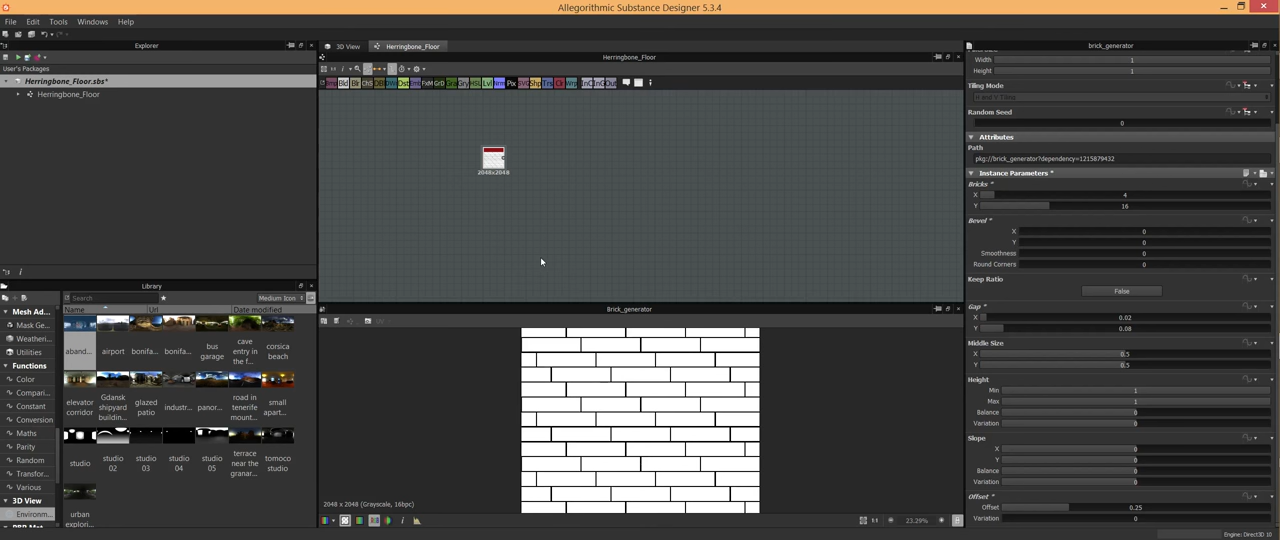 Allegorithmic Substance Designer 5.3.4
File Edit Tools Windows Help
Explorer
User's Packages
Herringbone_Floor.sbs*
Herringbone_Floor
3D View Herringbone_Floor
Herringbone_Floor
2048x2048
Library
Search
Medium Icon
Name Url Date modified
Mesh Ad...
Mask Ge...
Weatheri...
Utilities
Functions
Color
Compari...
Constant
Conversion
Maths
Parity
Random
Transfor...
Various
3D View
Environm...
aband... airport bonifa... bonifa... bus garage cave entry in the f... corsica beach
elevator corridor Gdansk shipyard buildin... glazed patio industr... panor... road in tenerife mount... small apart...
studio studio 02 studio 03 studio 04 studio 05 terrace near the granar... tomoco studio
urban explori...
Brick_generator
2048 x 2048 (Grayscale, 16bpc)
1:1 23.29%
brick_generator
Width 1
Height 1
Tiling Mode
Random Seed
0
Attributes
Path
pkg://brick_generator?dependency=1215879432
Instance Parameters *
Bricks *
X 4
Y 16
Bevel *
X 0
Y 0
Smoothness 0
Round Corners 0
Keep Ratio
False
Gap *
X 0.02
Y 0.08
Middle Size
X 0.5
Y 0.5
Height
Min 1
Max 1
Balance 0
Variation 0
Slope
X 0
Y 0
Balance 0
Variation 0
Offset *
Offset 0.25
Variation 0
Engine: Direct3D 10